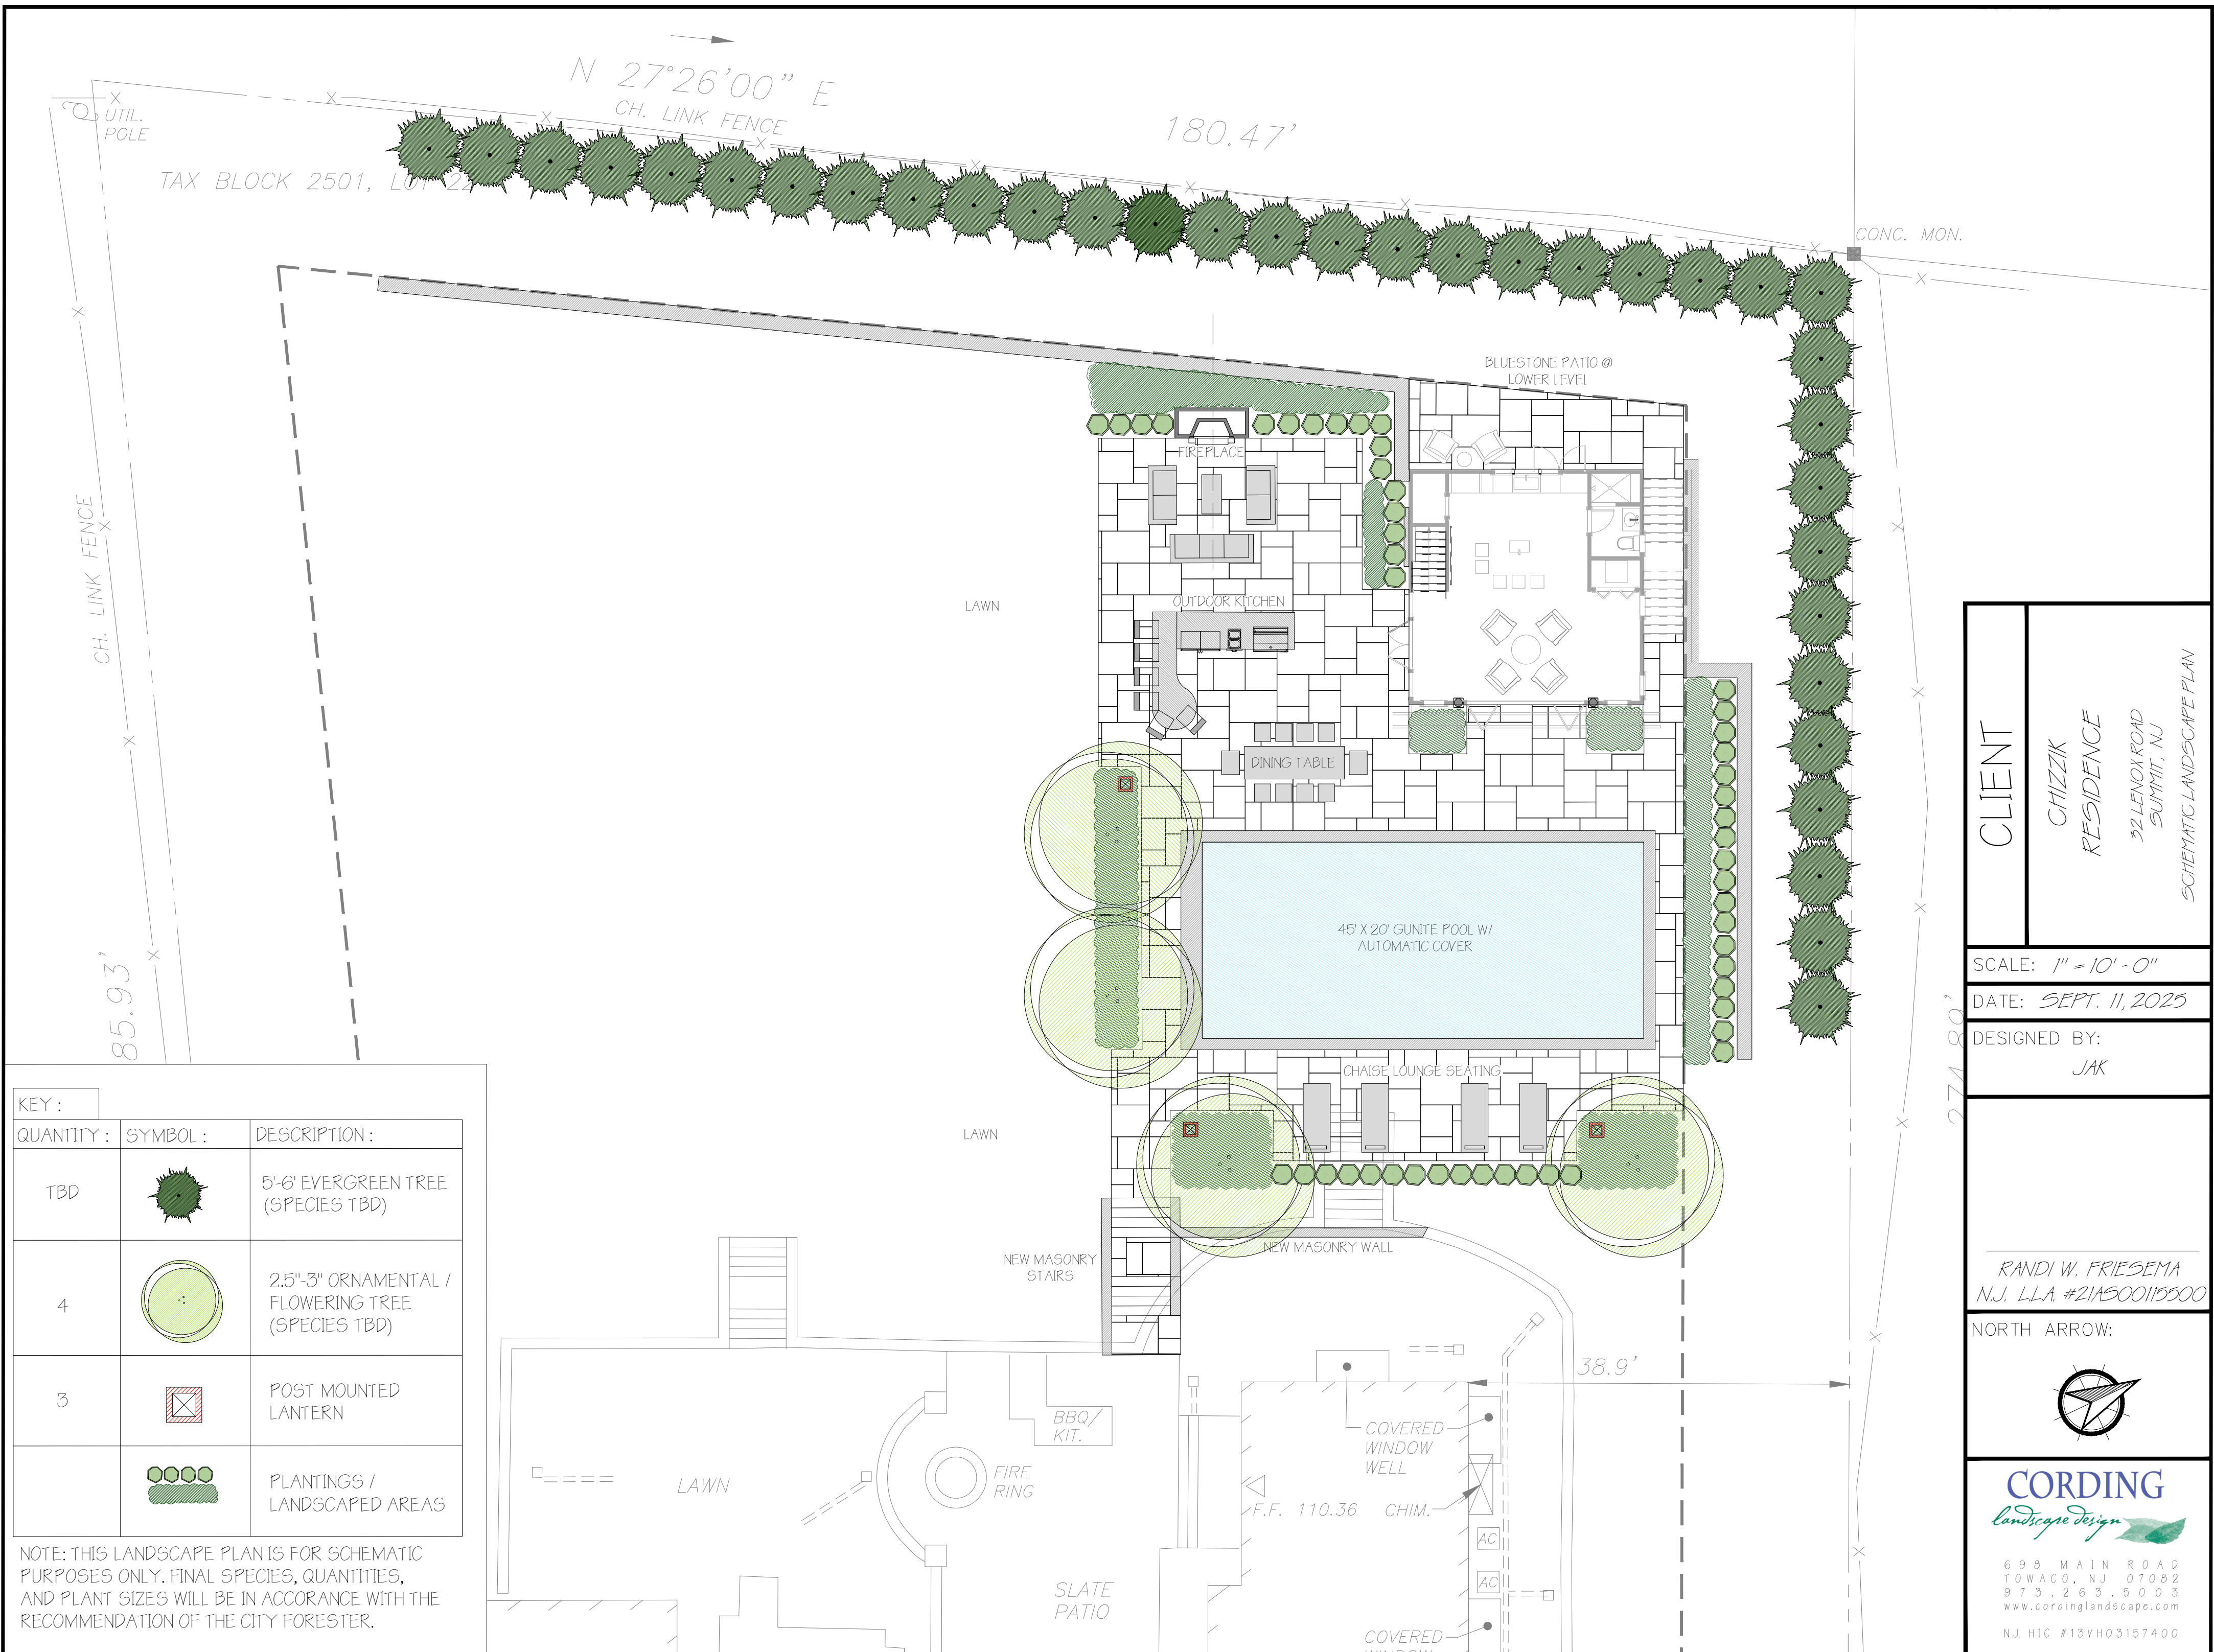 N 27°26'00" E
CH. LINK FENCE
180.47'
UTIL.
POLE
TAX BLOCK 2501, LOT 22
CONC. MON.
BLUESTONE PATIO @
LOWER LEVEL
FIREPLACE
CH. LINK FENCE
LAWN
OUTDOOR KITCHEN
DINING TABLE
45' X 20' GUNITE POOL W/
AUTOMATIC COVER
85.93'
274.89'
CHAISE LOUNGE SEATING
LAWN
NEW MASONRY WALL
NEW MASONRY
STAIRS
38.9'
BBQ/
KIT.
COVERED
WINDOW
WELL
FIRE
RING
LAWN
F.F. 110.36
CHIM.
AC
AC
SLATE
PATIO
COVERED
KEY :
QUANTITY :
SYMBOL :
DESCRIPTION :
TBD
5'-6' EVERGREEN TREE
(SPECIES TBD)
4
2.5"-3" ORNAMENTAL /
FLOWERING TREE
(SPECIES TBD)
3
POST MOUNTED
LANTERN
PLANTINGS /
LANDSCAPED AREAS
NOTE: THIS LANDSCAPE PLAN IS FOR SCHEMATIC
PURPOSES ONLY. FINAL SPECIES, QUANTITIES,
AND PLANT SIZES WILL BE IN ACCORANCE WITH THE
RECOMMENDATION OF THE CITY FORESTER.
CLIENT
CHIZZIK
RESIDENCE
32 LENOX ROAD
SUMMIT, NJ
SCHEMATIC LANDSCAPE PLAN
SCALE: 1" = 10' - 0"
DATE: SEPT. 11, 2025
DESIGNED BY:
JAK
RANDI W. FRIESEMA
N.J. L.L.A. #21AS00115500
NORTH ARROW:
CORDING
landscape design
698 MAIN ROAD
TOWACO, NJ 07082
973.263.5003
www.cordinglandscape.com
NJ HIC #13VH03157400